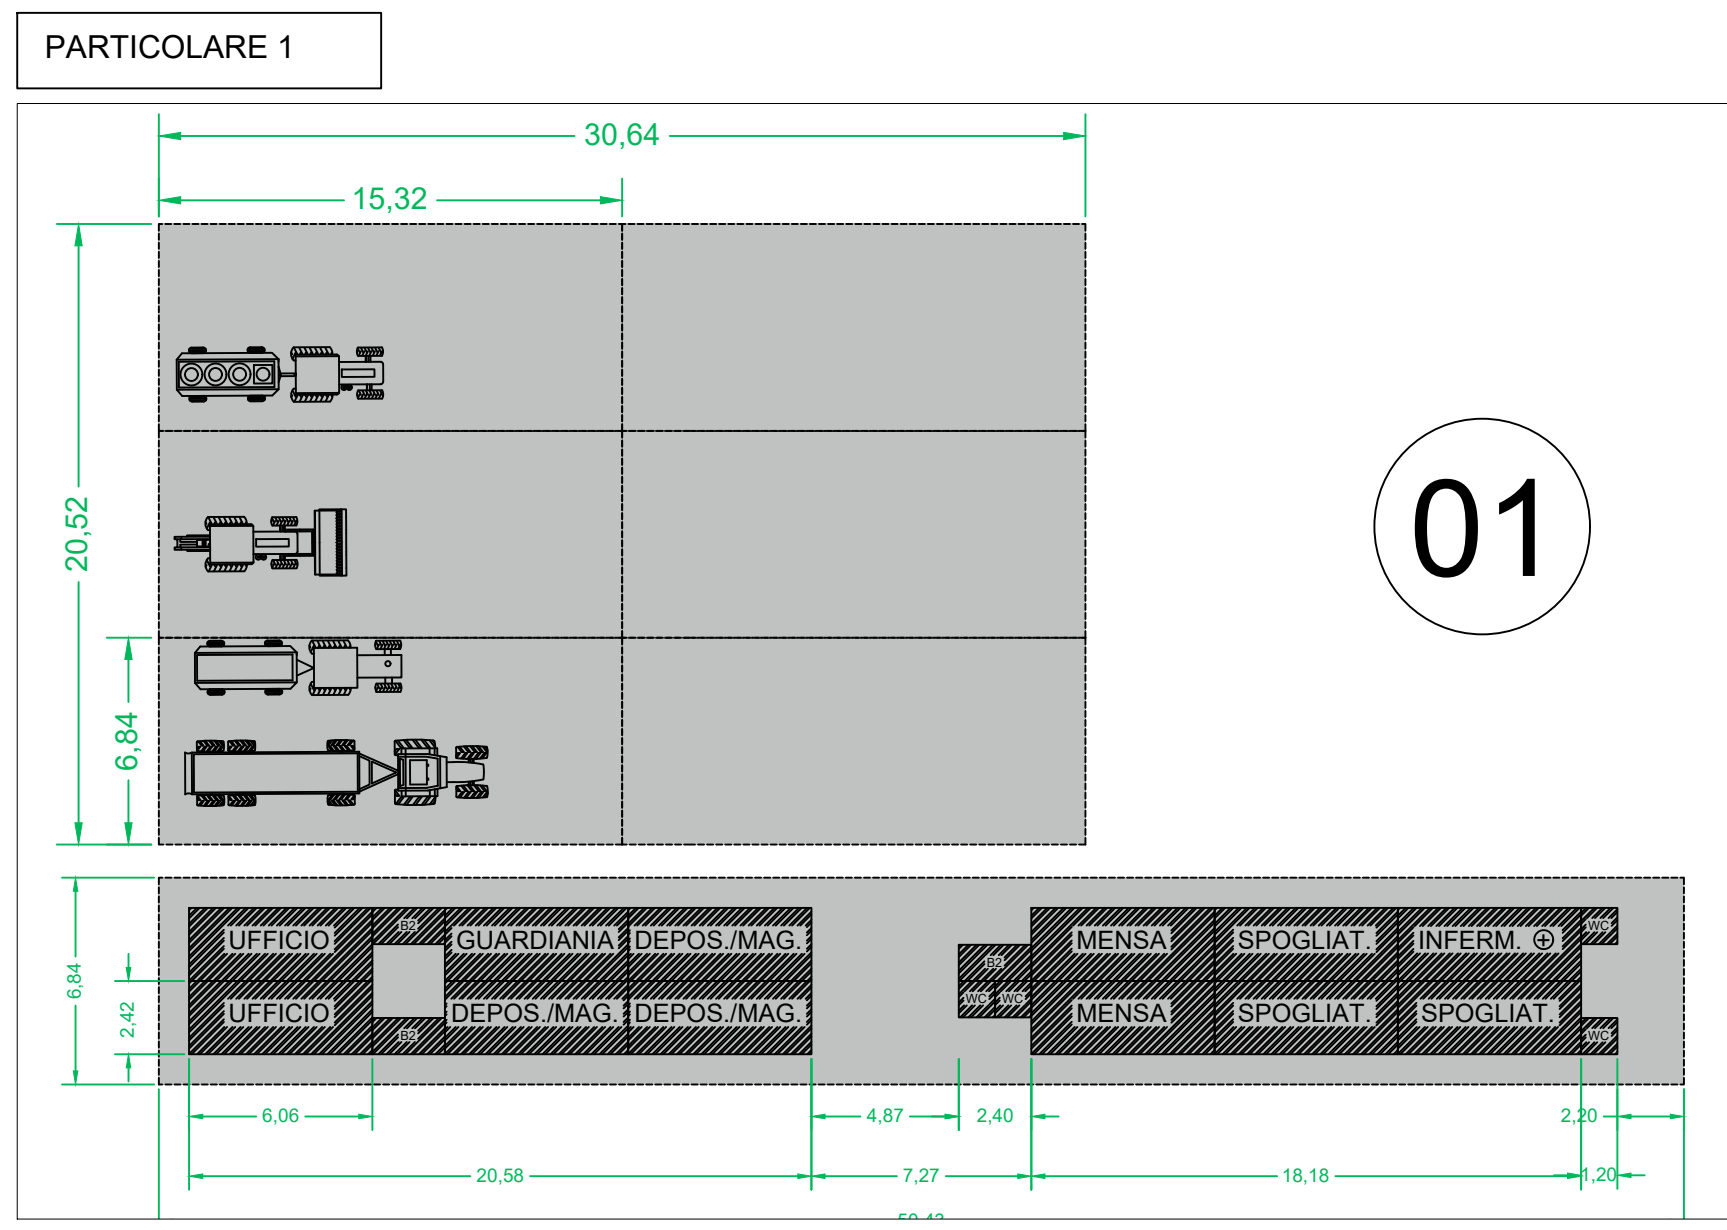 PARTICOLARE 1
30,64
15,32
20,52
6,84
01
6,84
2,42
UFFICIO B2 GUARDIANIA DEPOS./MAG. MENSA SPOGLIAT. INFERM. WC
B2
WC WC
UFFICIO B2 DEPOS./MAG. DEPOS./MAG. MENSA SPOGLIAT. SPOGLIAT. WC
6,06 4,87 2,40 2,20
20,58 7,27 18,18 1,20